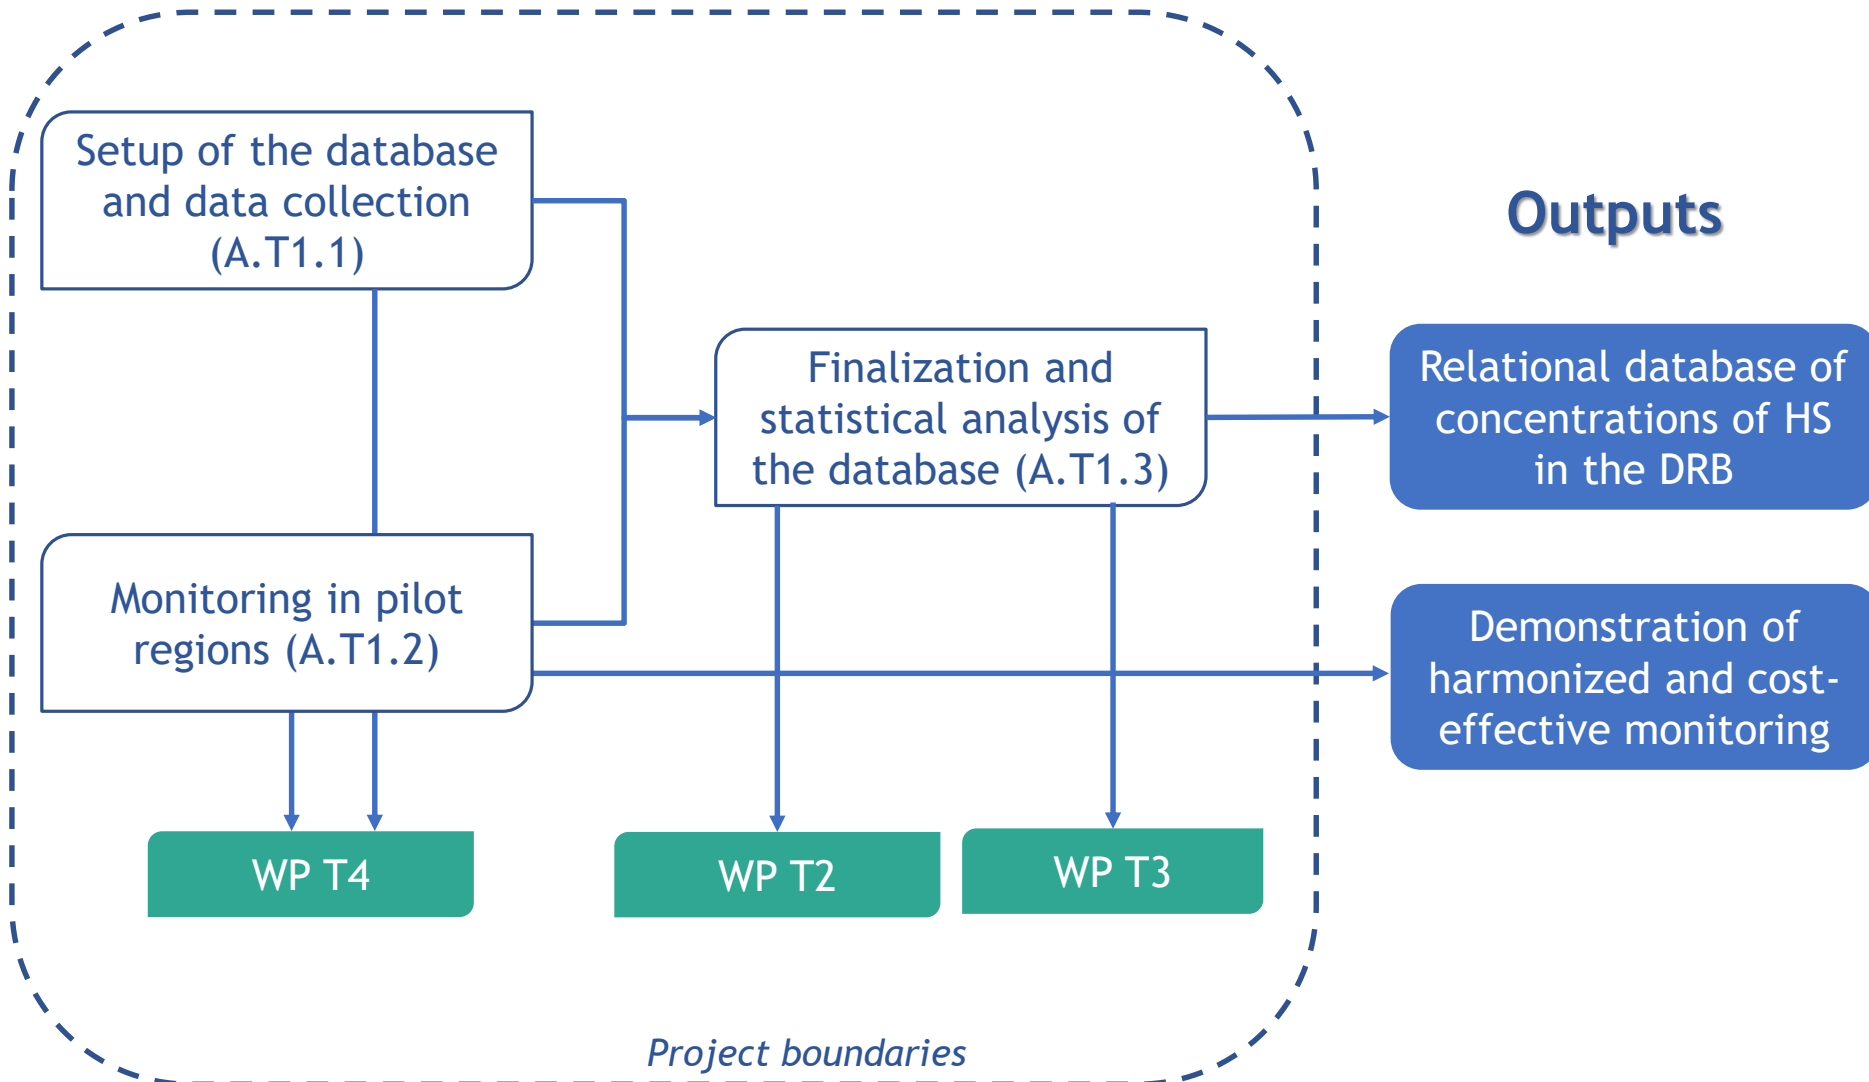 Setup of the database
and data collection
(A.T1.1)
Outputs
Finalization and
statistical analysis of
the database (A.T1.3)
Relational database of
concentrations of HS
in the DRB
Monitoring in pilot
regions (A.T1.2)
Demonstration of
harmonized and cost-
effective monitoring
WP T4
WP T2
WP T3
Project boundaries